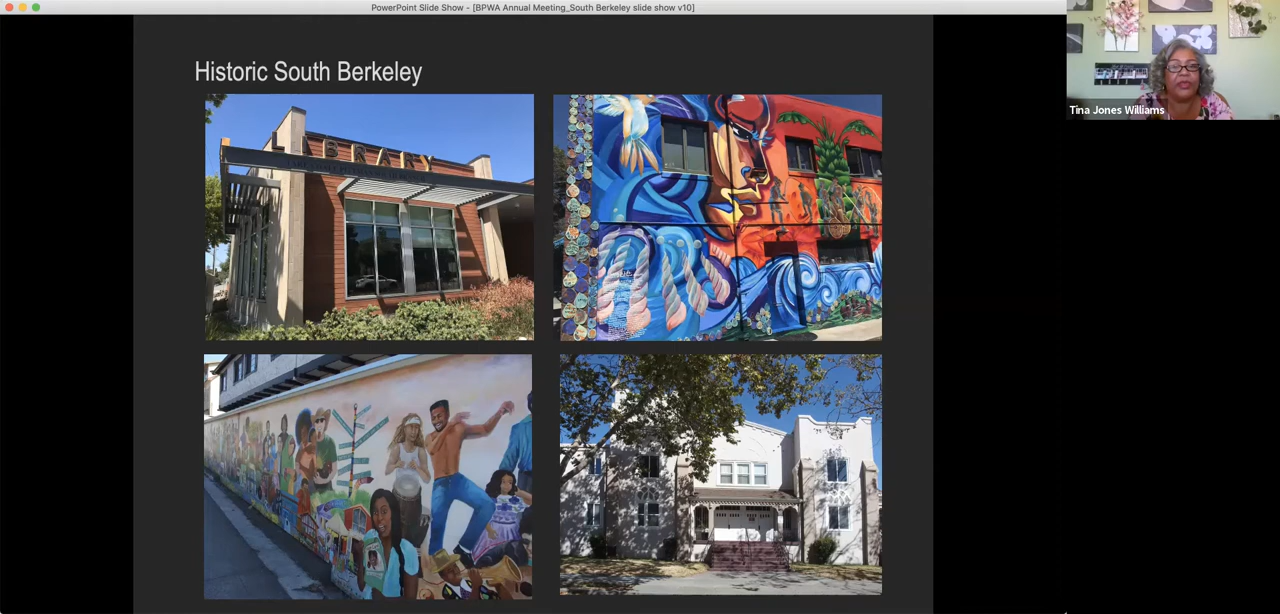 PowerPoint Slide Show - [BPWA Annual Meeting_South Berkeley slide show v10]
Tina Jones Williams
Historic South Berkeley
LIBRARY